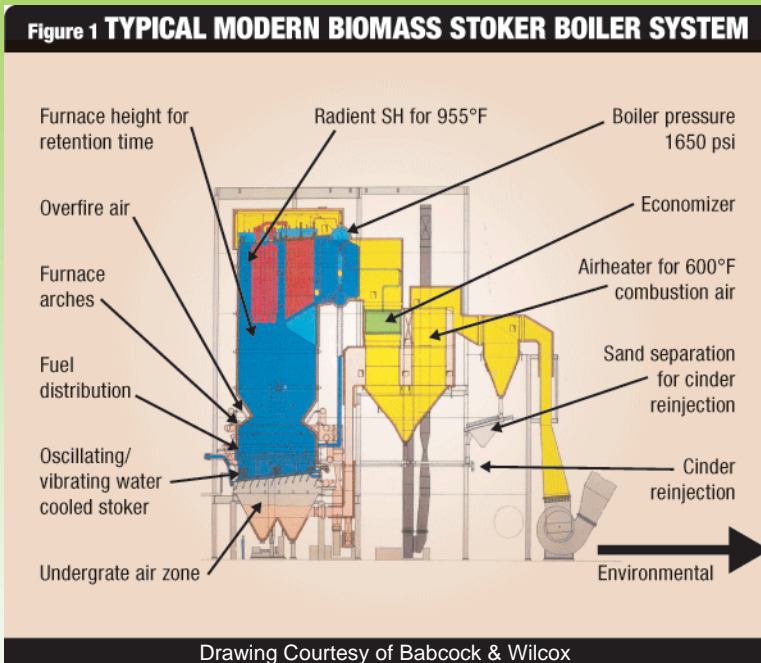 Figure 1 TYPICAL MODERN BIOMASS STOKER BOILER SYSTEM
Furnace height for
retention time
Radient SH for 955°F
Boiler pressure
1650 psi
Overfire air
Economizer
Furnace
arches
Airheater for 600°F
combustion air
Fuel
distribution
Sand separation
for cinder
reinjection
Oscillating/
vibrating water
cooled stoker
Cinder
reinjection
Undergrate air zone
Environmental
Drawing Courtesy of Babcock & Wilcox